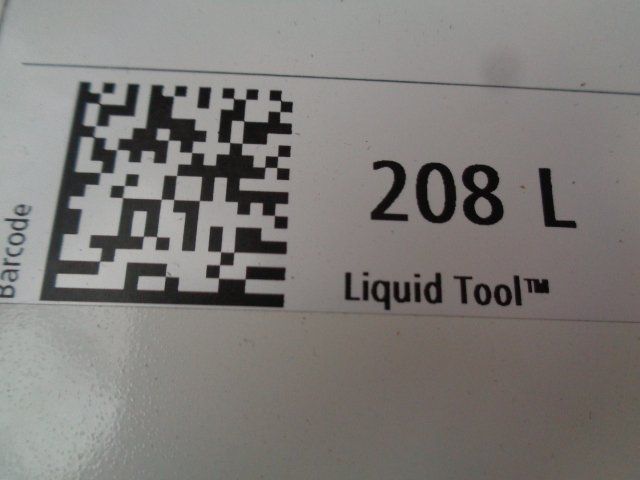 Barcode
208 L
Liquid Tool™